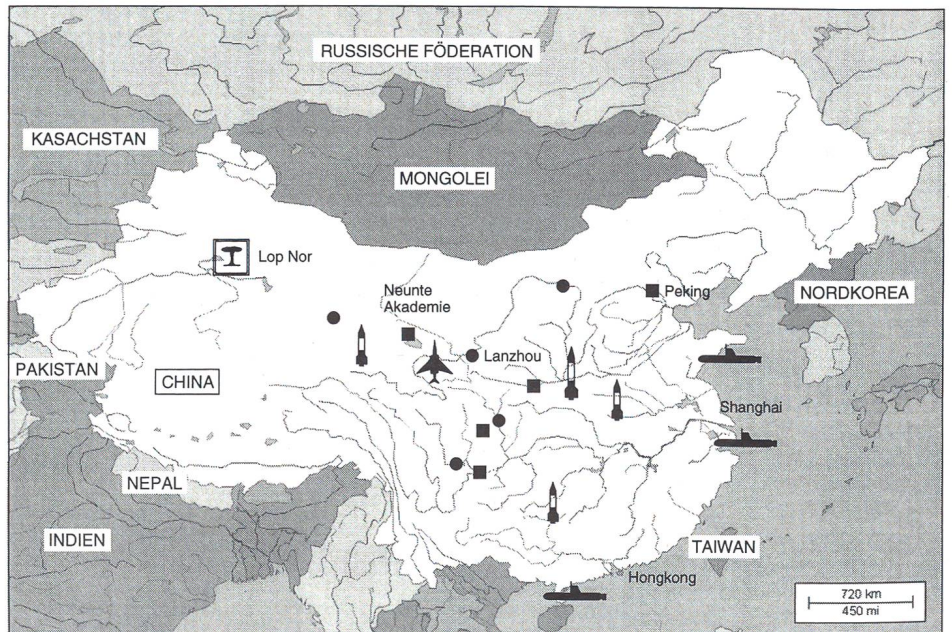 RUSSISCHE FÖDERATION
KASACHSTAN
MONGOLEI
Lop Nor
Neunte
Akademie
Peking
NORDKOREA
Lanzhou
PAKISTAN
CHINA
Shanghai
NEPAL
INDIEN
TAIWAN
Hongkong
720 km
450 mi